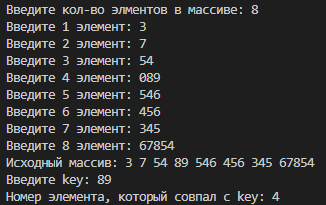 Введите кол-во элментов в массиве: 8
Введите 1 элемент: 3
Введите 2 элемент: 7
Введите 3 элемент: 54
Введите 4 элемент: 089
Введите 5 элемент: 546
Введите 6 элемент: 456
Введите 7 элемент: 345
Введите 8 элемент: 67854
Исходный массив: 3 7 54 89 546 456 345 67854
Введите key: 89
Номер элемента, который совпал с key: 4